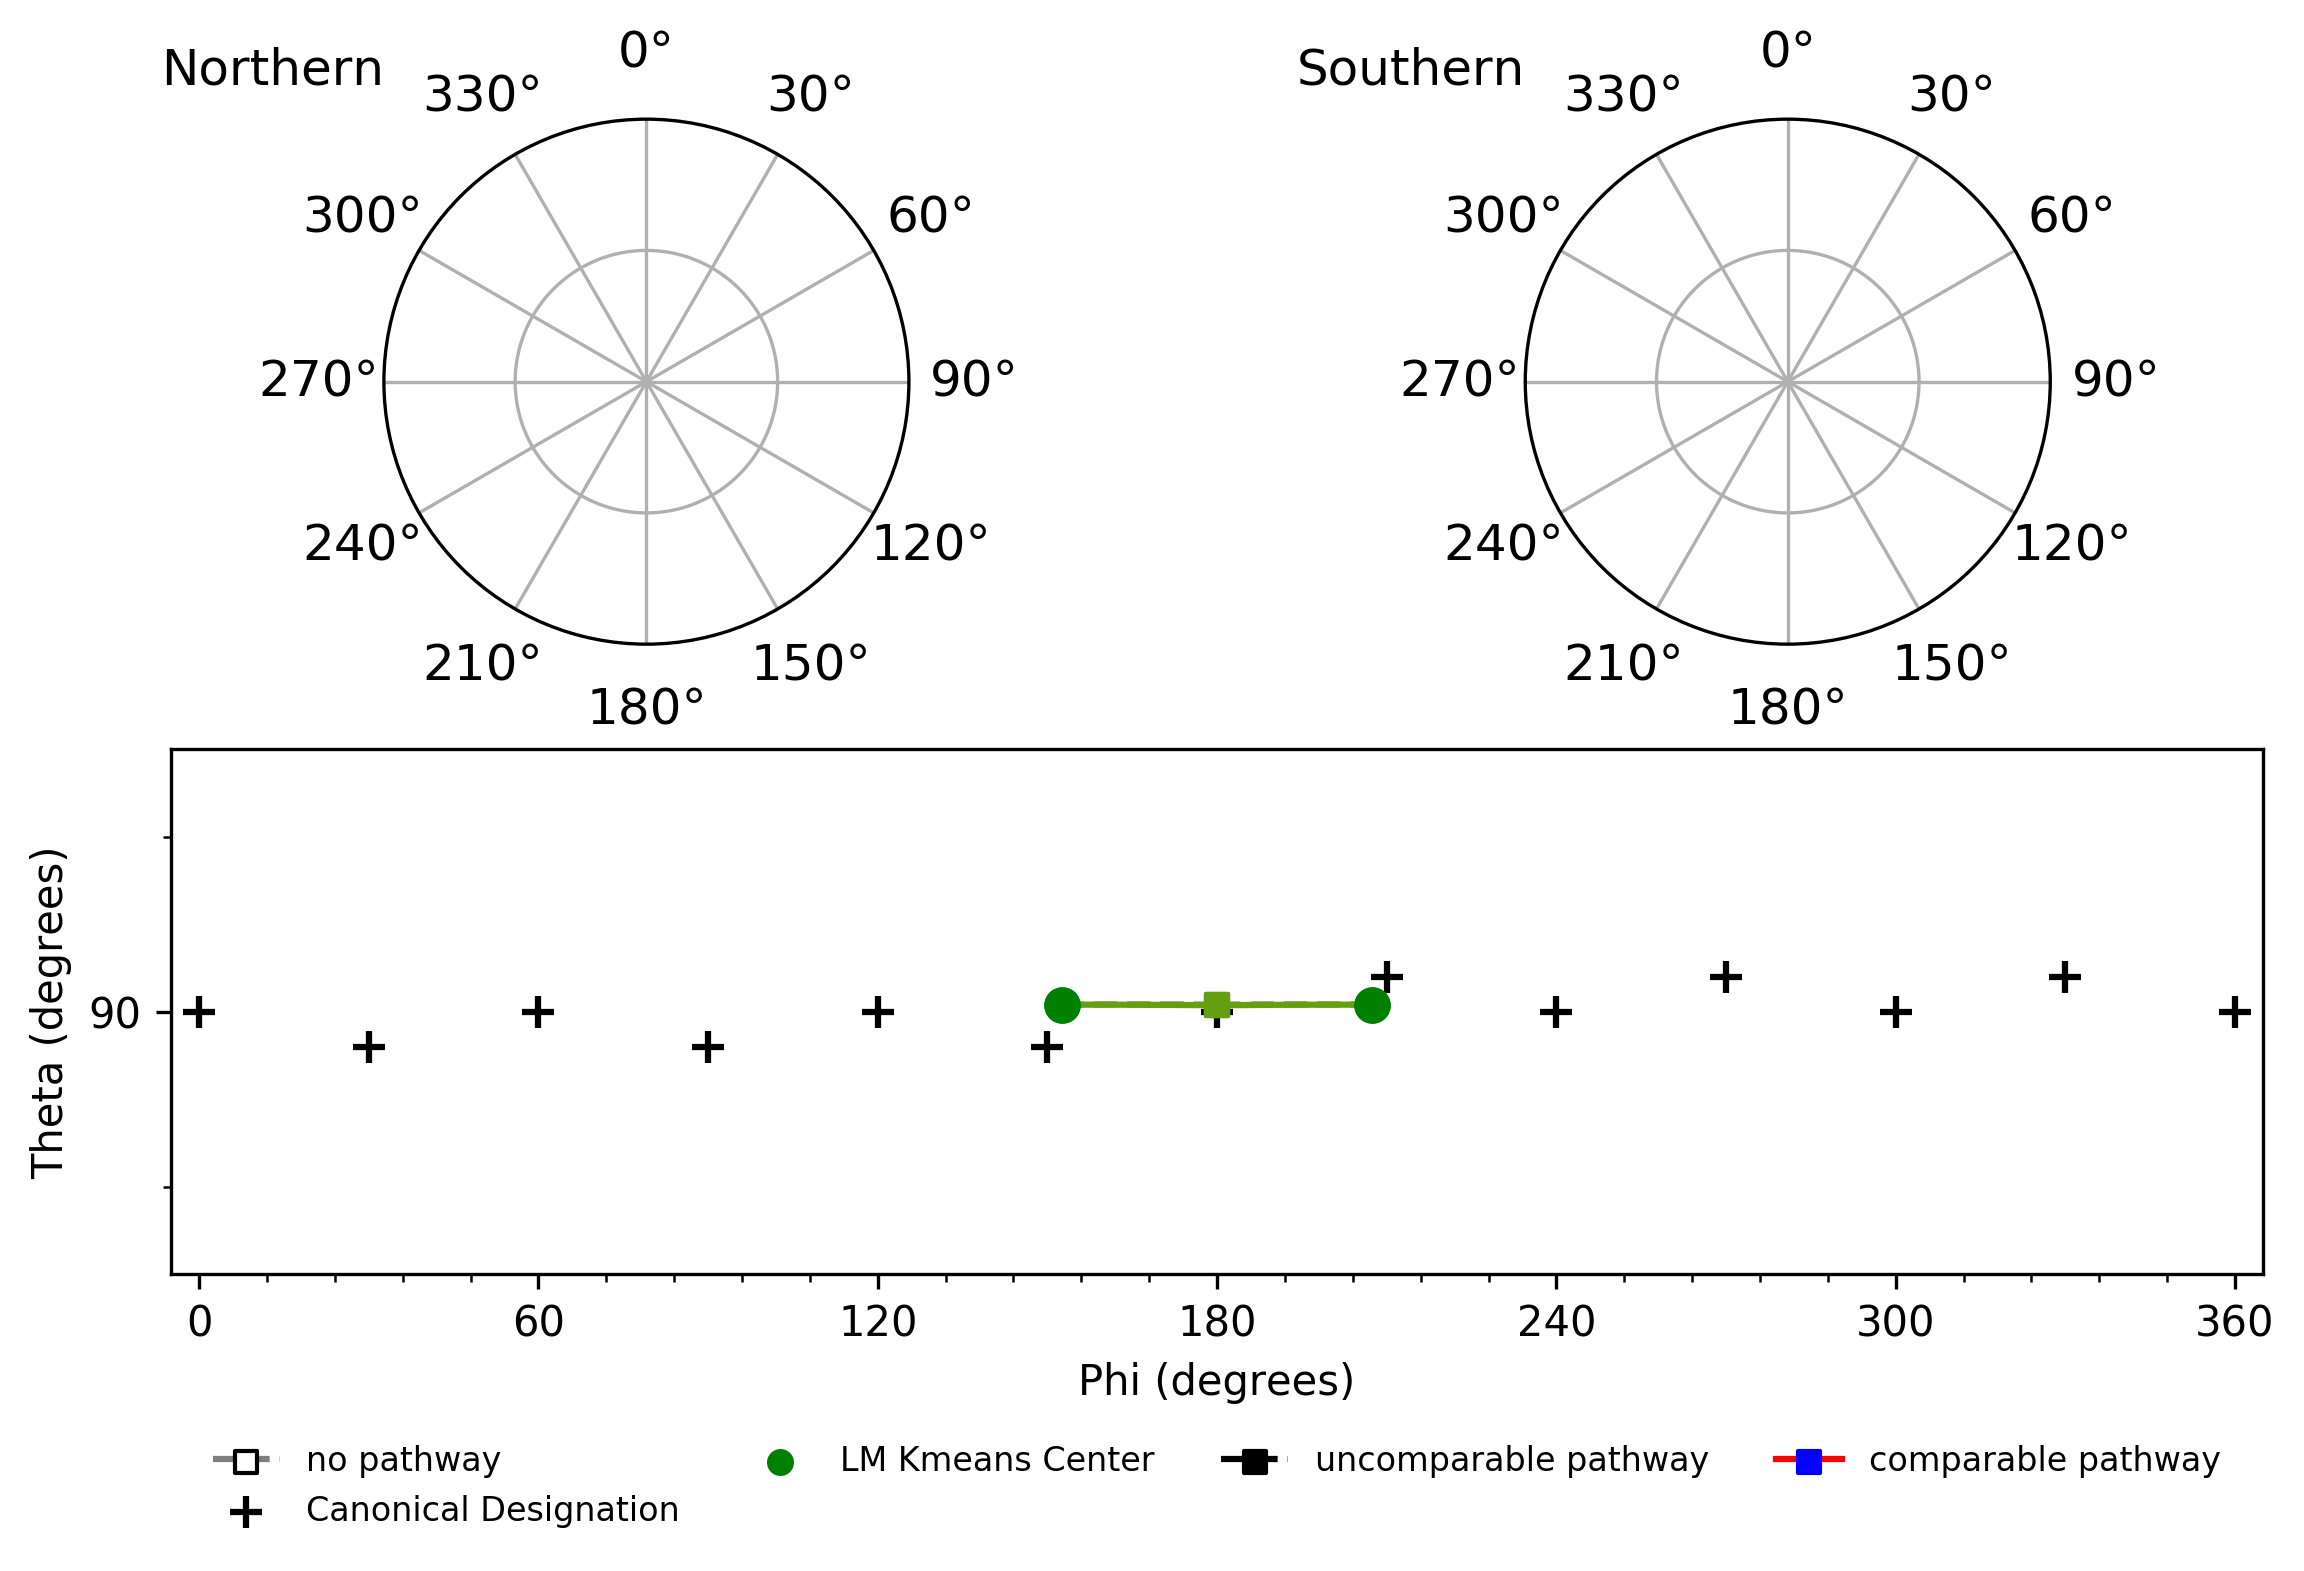 Northern
0°
30°
60°
90°
120°
150°
180°
210°
240°
270°
300°
330°
Southern
0°
30°
60°
90°
120°
150°
180°
210°
240°
270°
300°
330°
Theta (degrees)
90
0 60 120 180 240 300 360
Phi (degrees)
no pathway
Canonical Designation
LM Kmeans Center
uncomparable pathway
comparable pathway